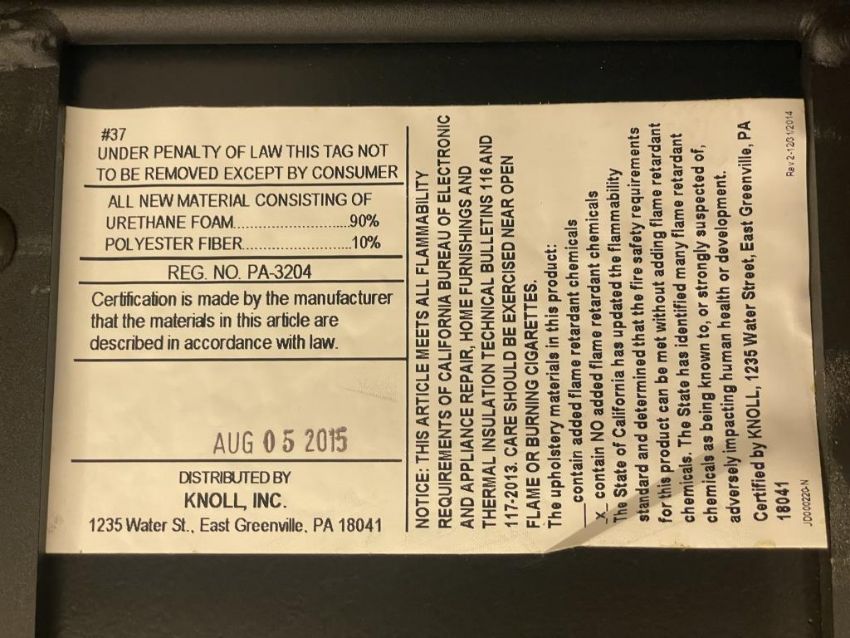 #37
UNDER PENALTY OF LAW THIS TAG NOT
TO BE REMOVED EXCEPT BY CONSUMER
ALL NEW MATERIAL CONSISTING OF
URETHANE FOAM..............................90%
POLYESTER FIBER...........................10%
REG. NO. PA-3204
Certification is made by the manufacturer
that the materials in this article are
described in accordance with law.
AUG 05 2015
DISTRIBUTED BY
KNOLL, INC.
1235 Water St., East Greenville, PA 18041
NOTICE: THIS ARTICLE MEETS ALL FLAMMABILITY
REQUIREMENTS OF CALIFORNIA BUREAU OF ELECTRONIC
AND APPLIANCE REPAIR, HOME FURNISHINGS AND
THERMAL INSULATION TECHNICAL BULLETINS 116 AND
117-2013. CARE SHOULD BE EXERCISED NEAR OPEN
FLAME OR BURNING CIGARETTES.
The upholstery materials in this product:
___contain added flame retardant chemicals
_X_ contain NO added flame retardant chemicals
The State of California has updated the flammability
standard and determined that the fire safety requirements
for this product can be met without adding flame retardant
chemicals. The State has identified many flame retardant
chemicals as being known to, or strongly suspected of,
adversely impacting human health or development.
Certified by KNOLL, 1235 Water Street, East Greenville, PA
18041
JD000220-N
Rev 2-12/31/2014